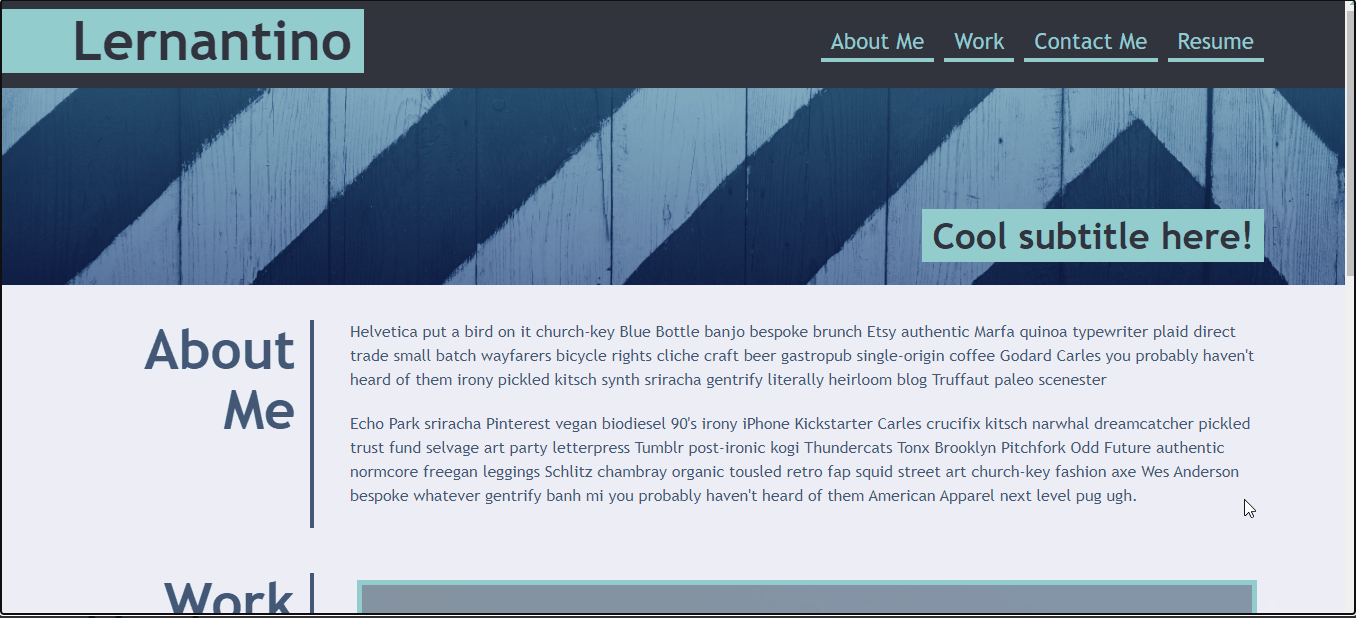 Lernantino
About Me Work Contact Me Resume
Cool subtitle here!
About
Me
Helvetica put a bird on it church-key Blue Bottle banjo bespoke brunch Etsy authentic Marfa quinoa typewriter plaid direct
trade small batch wayfarers bicycle rights cliche craft beer gastropub single-origin coffee Godard Carles you probably haven't
heard of them irony pickled kitsch synth sriracha gentrify literally heirloom blog Truffaut paleo scenester
Echo Park sriracha Pinterest vegan biodiesel 90's irony iPhone Kickstarter Carles crucifix kitsch narwhal dreamcatcher pickled
trust fund selvage art party letterpress Tumblr post-ironic kogi Thundercats Tonx Brooklyn Pitchfork Odd Future authentic
normcore freegan leggings Schlitz chambray organic tousled retro fap squid street art church-key fashion axe Wes Anderson
bespoke whatever gentrify banh mi you probably haven't heard of them American Apparel next level pug ugh.
Work